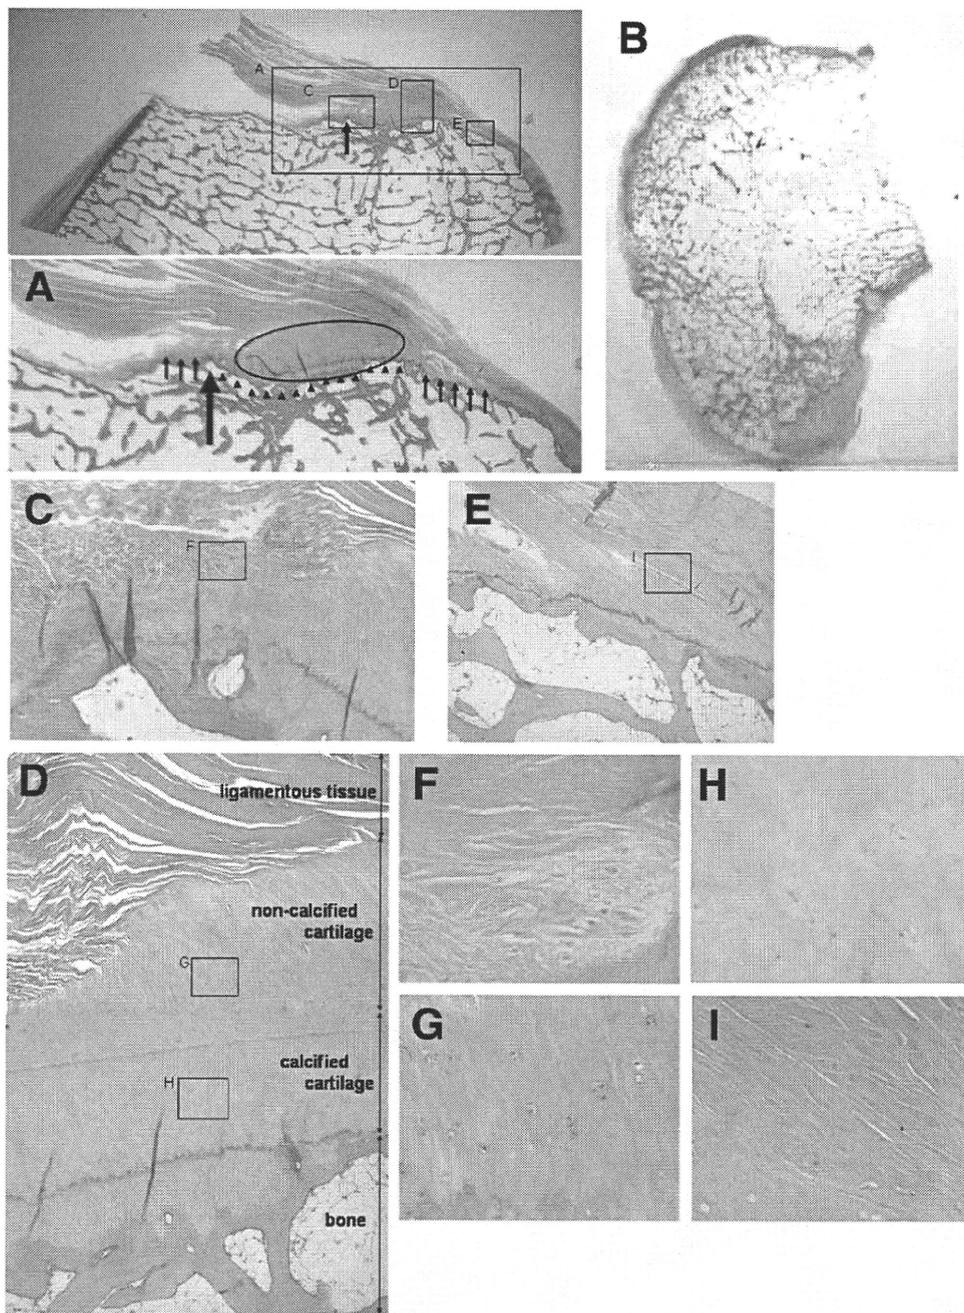 A
C
D
E
B
A
C
F
E
I
D
ligamentous tissue
non-calcified
cartilage
G
calcified
cartilage
H
bone
F
H
G
I